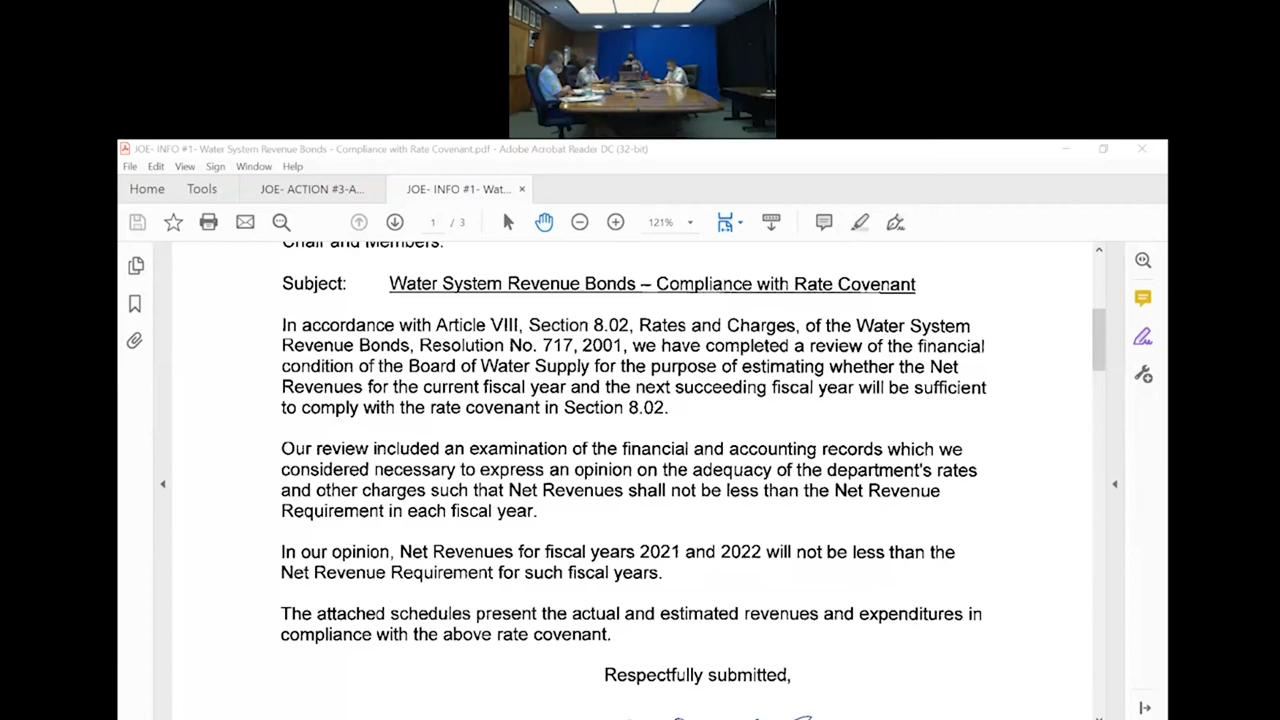 JOE- INFO #1- Water System Revenue Bonds - Compliance with Rate Covenant.pdf - Adobe Acrobat Reader DC (32-bit)
File Edit View Sign Window Help
Home Tools JOE- ACTION #3-A... JOE- INFO #1- Wat... ×
1 / 3 121%
Chair and Members:
Subject: Water System Revenue Bonds – Compliance with Rate Covenant
In accordance with Article VIII, Section 8.02, Rates and Charges, of the Water System
Revenue Bonds, Resolution No. 717, 2001, we have completed a review of the financial
condition of the Board of Water Supply for the purpose of estimating whether the Net
Revenues for the current fiscal year and the next succeeding fiscal year will be sufficient
to comply with the rate covenant in Section 8.02.
Our review included an examination of the financial and accounting records which we
considered necessary to express an opinion on the adequacy of the department's rates
and other charges such that Net Revenues shall not be less than the Net Revenue
Requirement in each fiscal year.
In our opinion, Net Revenues for fiscal years 2021 and 2022 will not be less than the
Net Revenue Requirement for such fiscal years.
The attached schedules present the actual and estimated revenues and expenditures in
compliance with the above rate covenant.
Respectfully submitted,